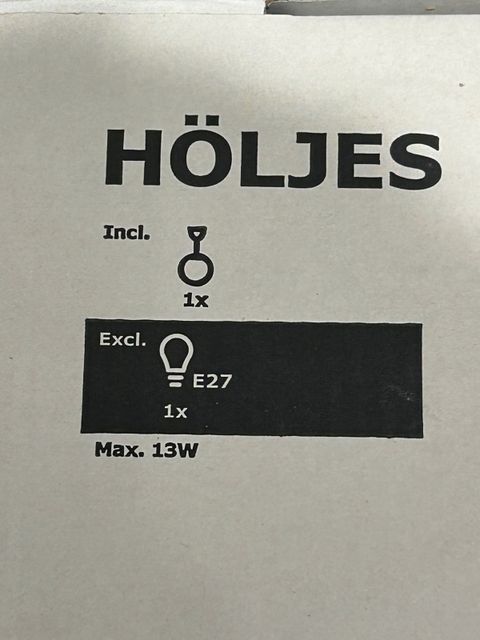 HÖLJES
Incl.
1x
Excl.
E27
1x
Max. 13W